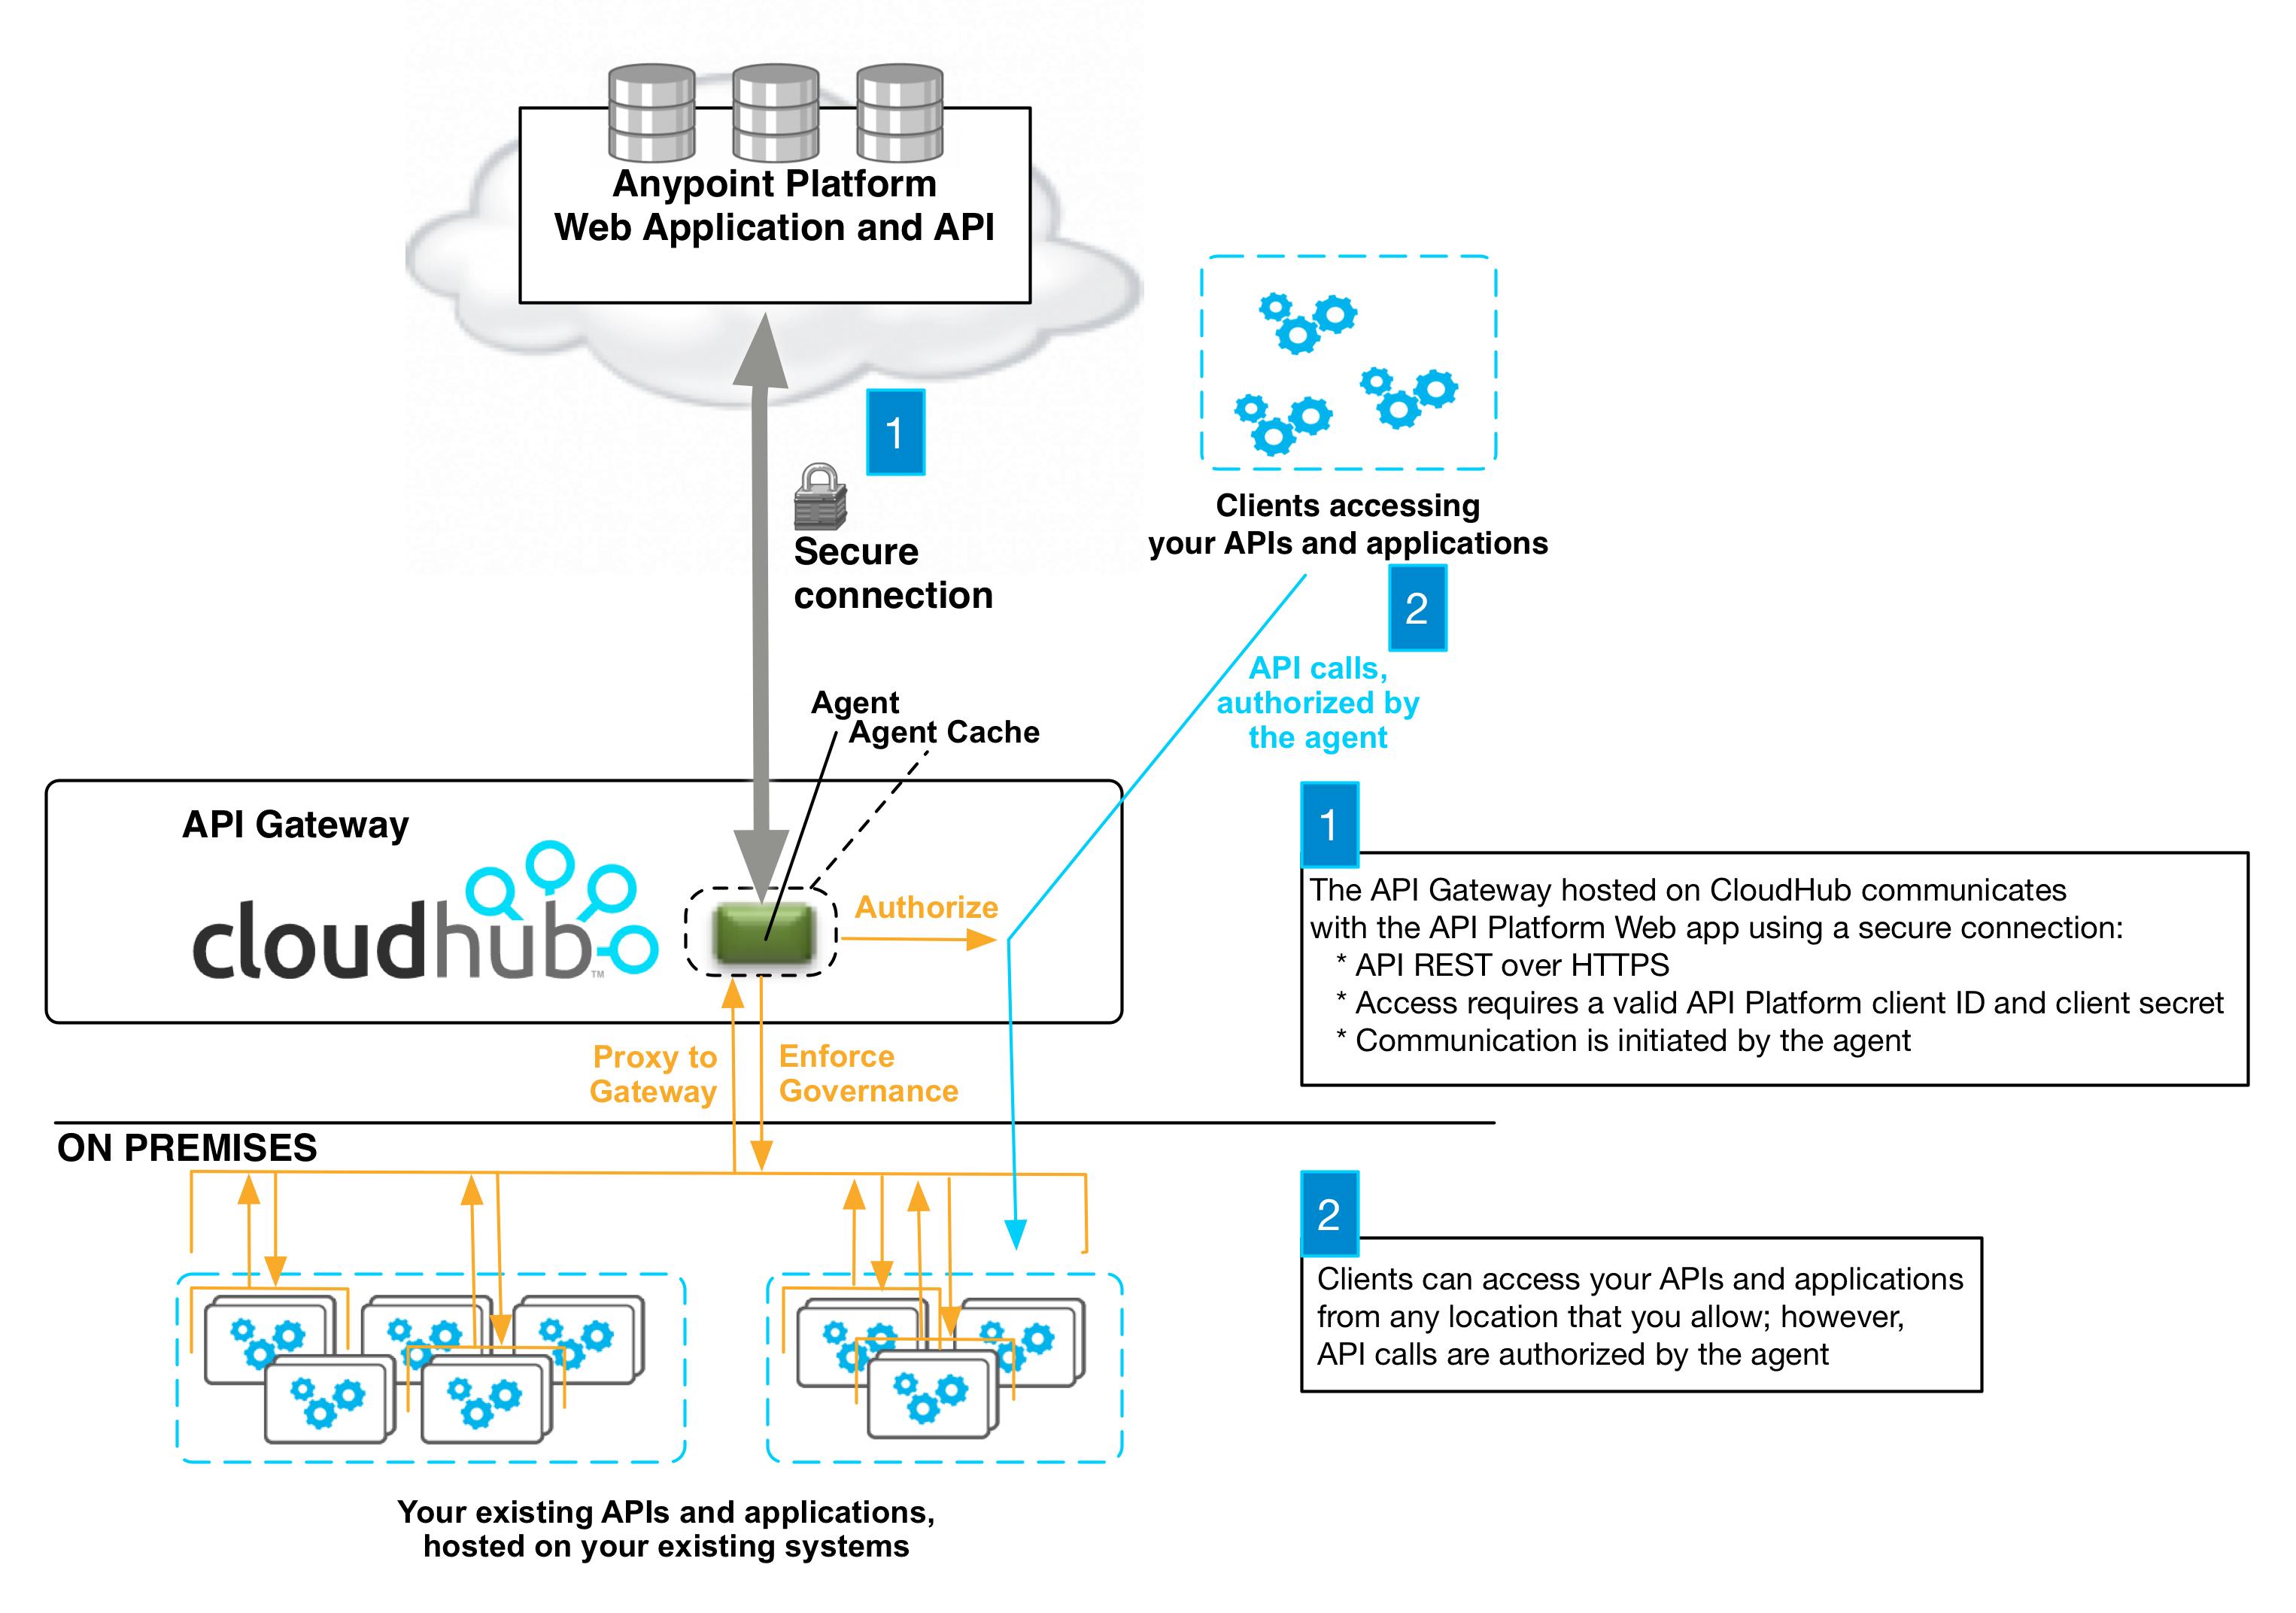 Anypoint Platform
Web Application and API
1
Secure
connection
Clients accessing
your APIs and applications
2
API calls,
authorized by
the agent
Agent
Agent Cache
API Gateway
cloudhub™
Authorize
Proxy to
Gateway
Enforce
Governance
ON PREMISES
Your existing APIs and applications,
hosted on your existing systems
1
The API Gateway hosted on CloudHub communicates
with the API Platform Web app using a secure connection:
* API REST over HTTPS
* Access requires a valid API Platform client ID and client secret
* Communication is initiated by the agent
2
Clients can access your APIs and applications
from any location that you allow; however,
API calls are authorized by the agent